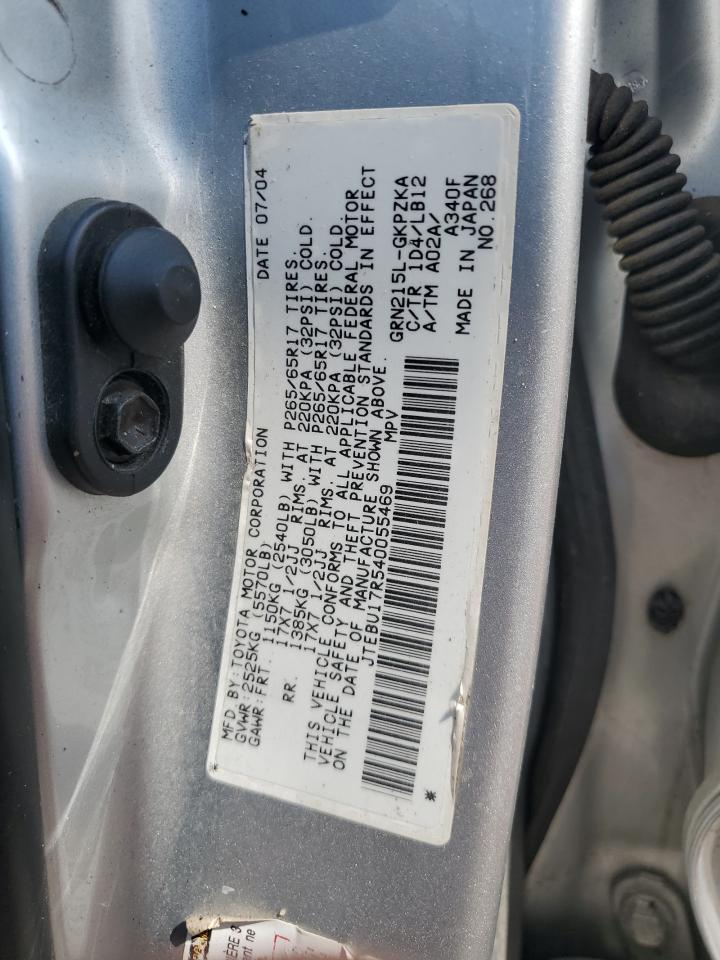 MFD. BY: TOYOTA MOTOR CORPORATION DATE 07/04
GVWR: 2525KG (5570LB)
GAWR: FRT. 1150KG (2540LB) WITH P265/65R17 TIRES.
17X7 1/2JJ RIMS. AT 220KPA (32PSI) COLD.
RR. 1385KG (3050LB) WITH P265/65R17 TIRES.
17X7 1/2JJ RIMS. AT 220KPA (32PSI) COLD.
THIS VEHICLE CONFORMS TO ALL APPLICABLE FEDERAL MOTOR
VEHICLE SAFETY AND THEFT PREVENTION STANDARDS IN EFFECT
ON THE DATE OF MANUFACTURE SHOWN ABOVE.
JTEBU17R540055469 MPV
GRN215L-GKPZKA
C/TR 1D4/LB12
A/TM A02A/
A340F
MADE IN JAPAN
* NO.268
IÈRE 3
nt ne